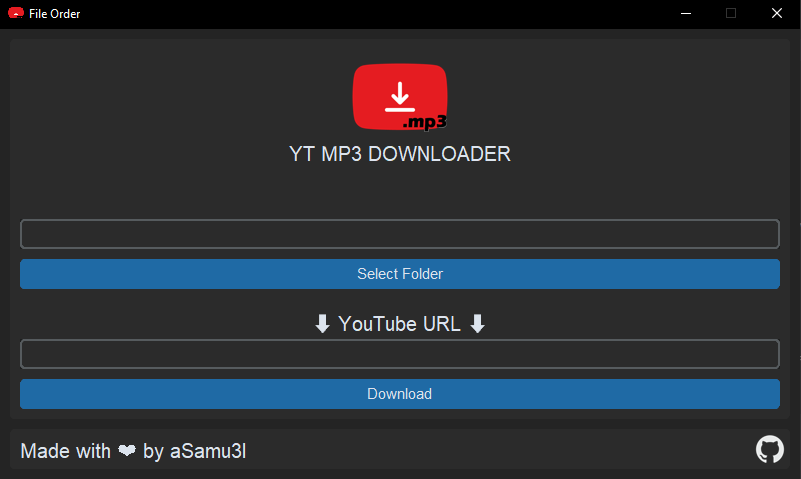 File Order
.mp3
YT MP3 DOWNLOADER
Select Folder
⬇ YouTube URL ⬇
Download
Made with ❤ by aSamu3l